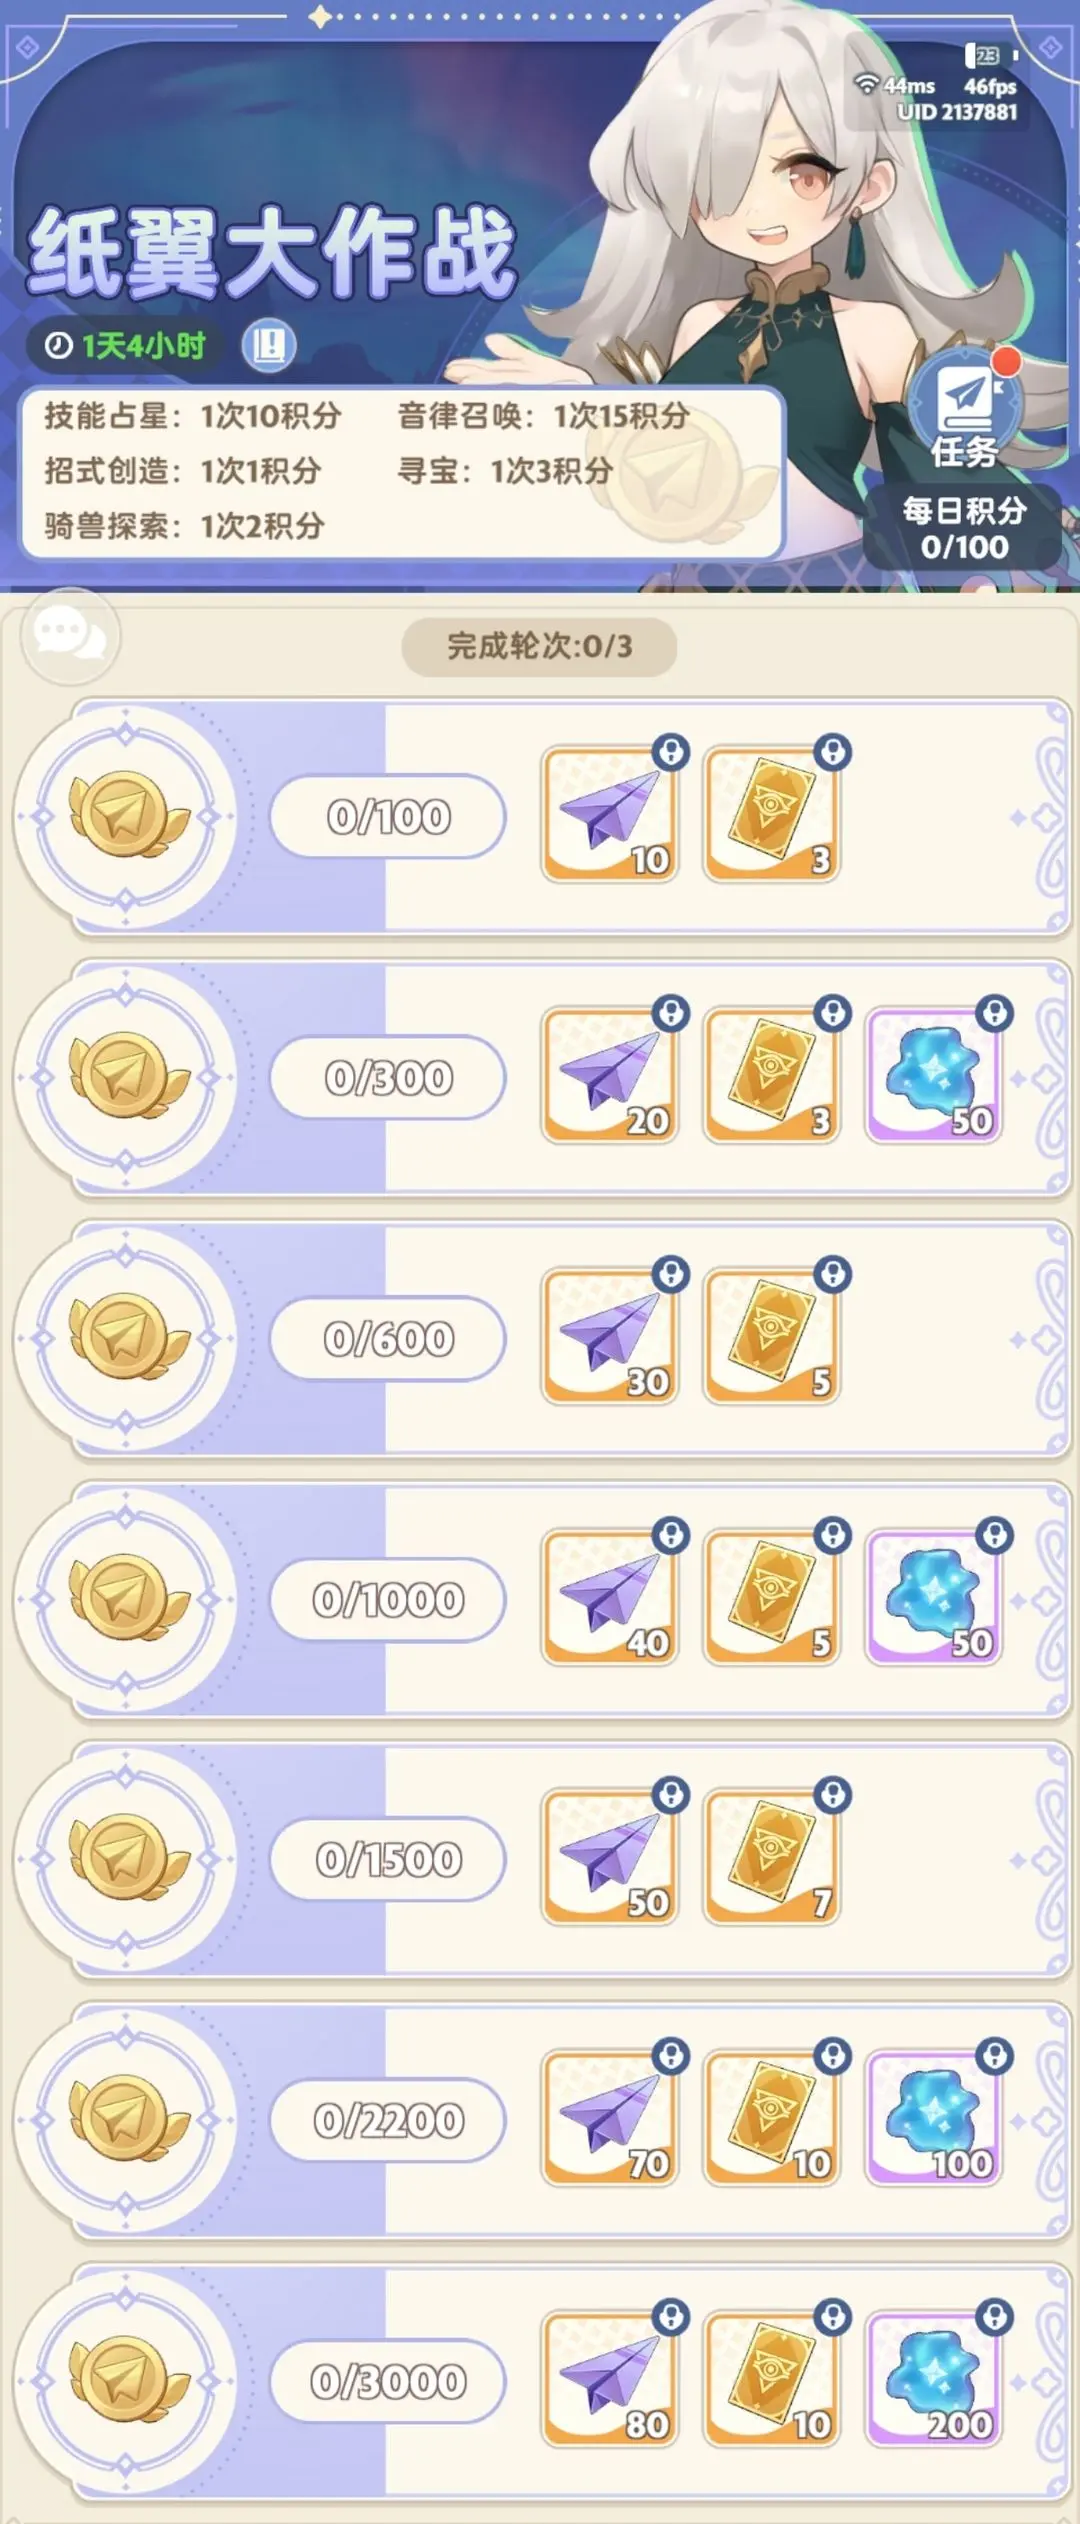 23
44ms 46fps
UID 2137881
纸翼大作战
1天4小时
技能占星：1次10积分 音律召唤：1次15积分
招式创造：1次1积分 寻宝：1次3积分
骑兽探索：1次2积分
任务
每日积分
0/100
完成轮次:0/3
0/100 10 3
0/300 20 3 50
0/600 30 5
0/1000 40 5 50
0/1500 50 7
0/2200 70 10 100
0/3000 80 10 200